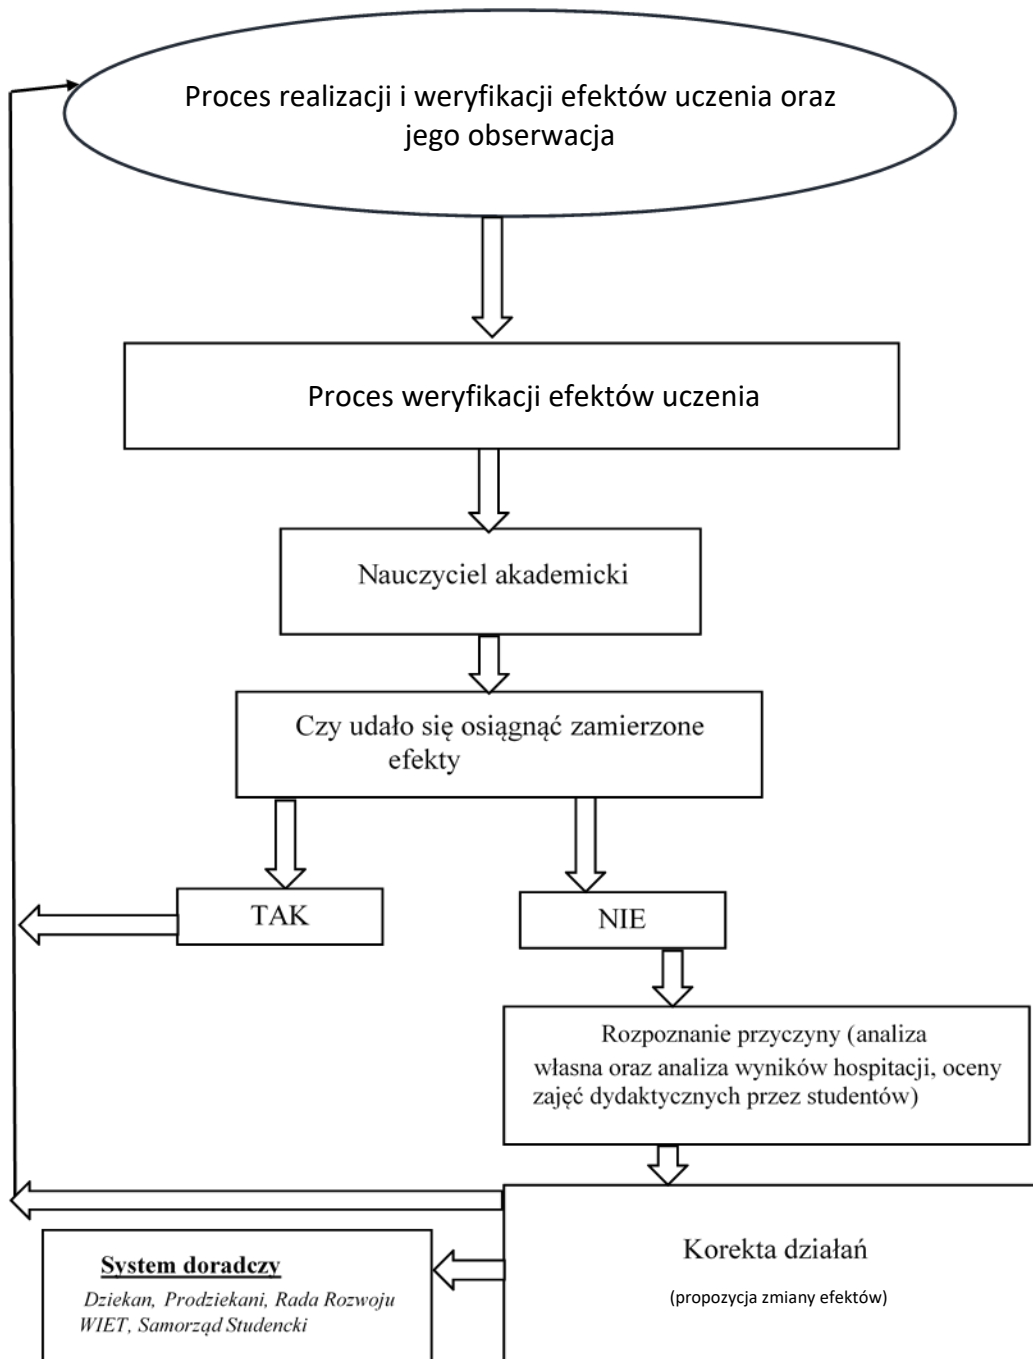 Proces realizacji i weryfikacji efektów uczenia oraz
jego obserwacja
Proces weryfikacji efektów uczenia
Nauczyciel akademicki
Czy udało się osiągnąć zamierzone
efekty
TAK
NIE
Rozpoznanie przyczyny (analiza
własna oraz analiza wyników hospitacji, oceny
zajęć dydaktycznych przez studentów)
Korekta działań
(propozycja zmiany efektów)
System doradczy
Dziekan, Prodziekani, Rada Rozwoju
WIET, Samorząd Studencki